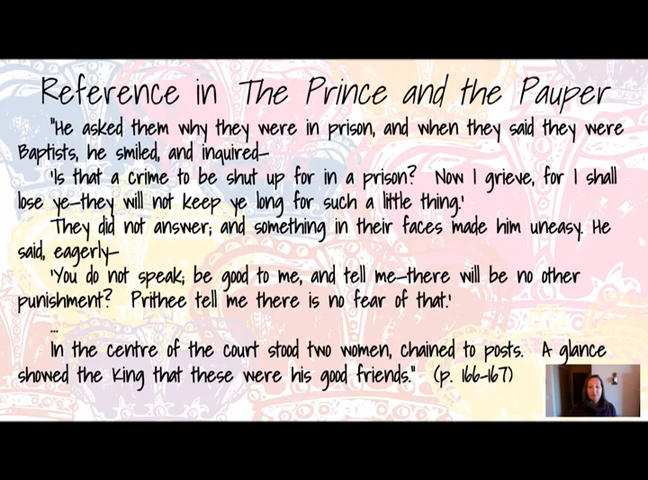 Reference in The Prince and the Pauper
"He asked them why they were in prison, and when they said they were
Baptists, he smiled, and inquired—
'Is that a crime to be shut up for in a prison? Now I grieve, for I shall
lose ye—they will not keep ye long for such a little thing.'
They did not answer; and something in their faces made him uneasy. He
said, eagerly—
'You do not speak; be good to me, and tell me—there will be no other
punishment? Prithee tell me there is no fear of that.'
...
In the centre of the court stood two women, chained to posts. A glance
showed the King that these were his good friends." (p. 166-167)